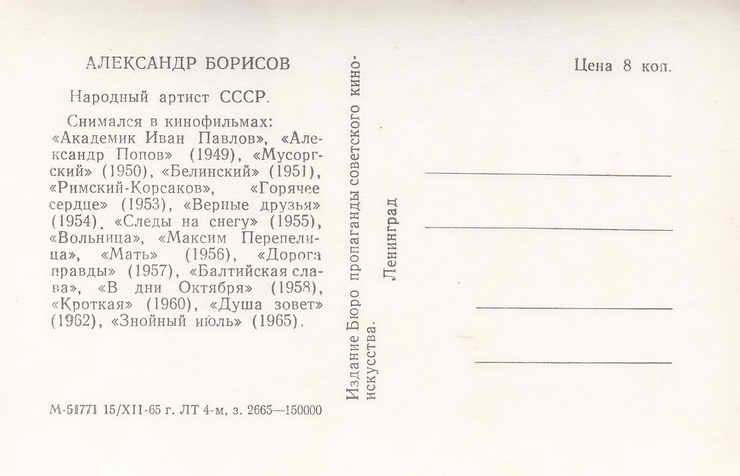 АЛЕКСАНДР БОРИСОВ
Народный артист СССР.
Снимался в кинофильмах:
«Академик Иван Павлов», «Але-
ксандр Попов» (1949), «Мусорг-
ский» (1950), «Белинский» (1951),
«Римский-Корсаков», «Горячее
сердце» (1953), «Верные друзья»
(1954), «Следы на снегу» (1955),
«Вольница», «Максим Перепели-
ца», «Мать» (1956), «Дорога
правды» (1957), «Балтийская сла-
ва», «В дни Октября» (1958),
«Кроткая» (1960), «Душа зовет»
(1962), «Знойный июль» (1965).
М-51771 15/XII-65 г. ЛТ 4-м, з. 2665—150000
Издание Бюро пропаганды советского кино-
искусства.
Ленинград
Цена 8 коп.